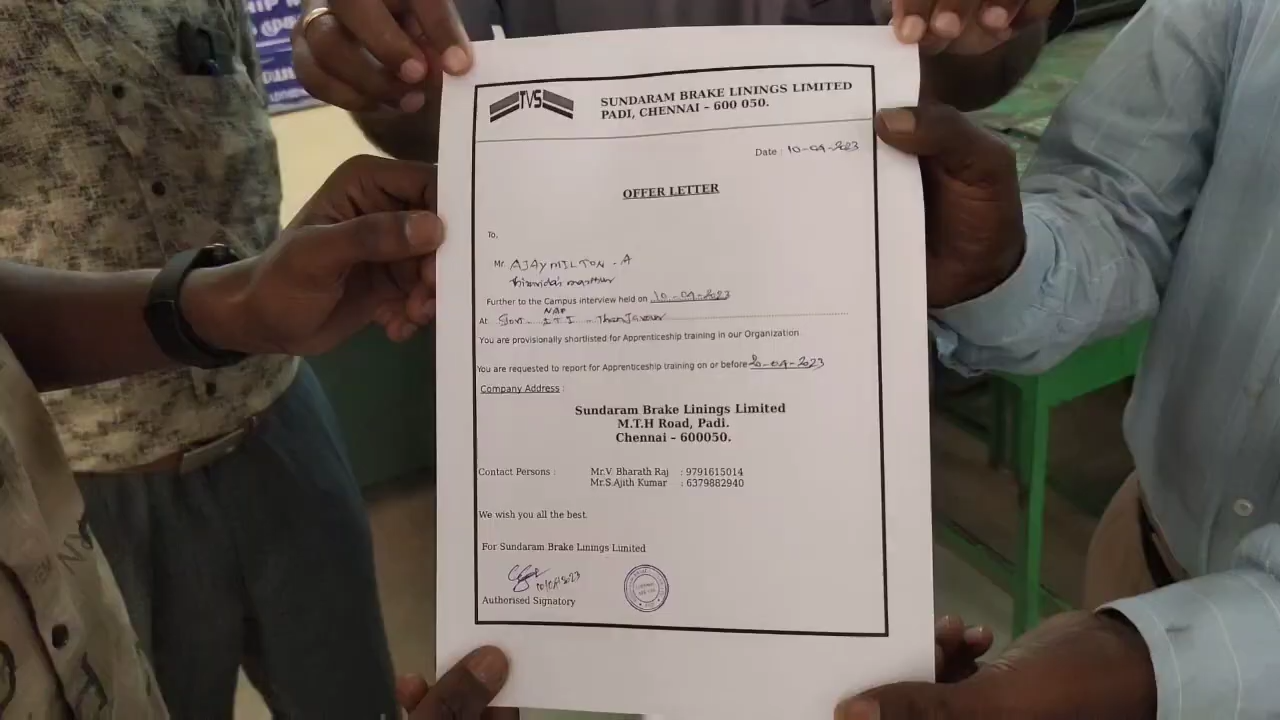 TVS
SUNDARAM BRAKE LININGS LIMITED
PADI, CHENNAI – 600 050.
Date : 10-04-2023
OFFER LETTER
To,
Mr. AJAY MILTON - A
Further to the Campus interview held on 10-04-2023
NAP
At Govt - ITI - Thanjavur
You are provisionally shortlisted for Apprenticeship training in our Organization
You are requested to report for Apprenticeship training on or before 20-04-2023
Company Address :
Sundaram Brake Linings Limited
M.T.H Road, Padi.
Chennai – 600050.
Contact Persons : Mr.V Bharath Raj : 9791615014
Mr.S.Ajith Kumar : 6379882940
We wish you all the best.
For Sundaram Brake Linings Limited
10/04/2023
Authorised Signatory